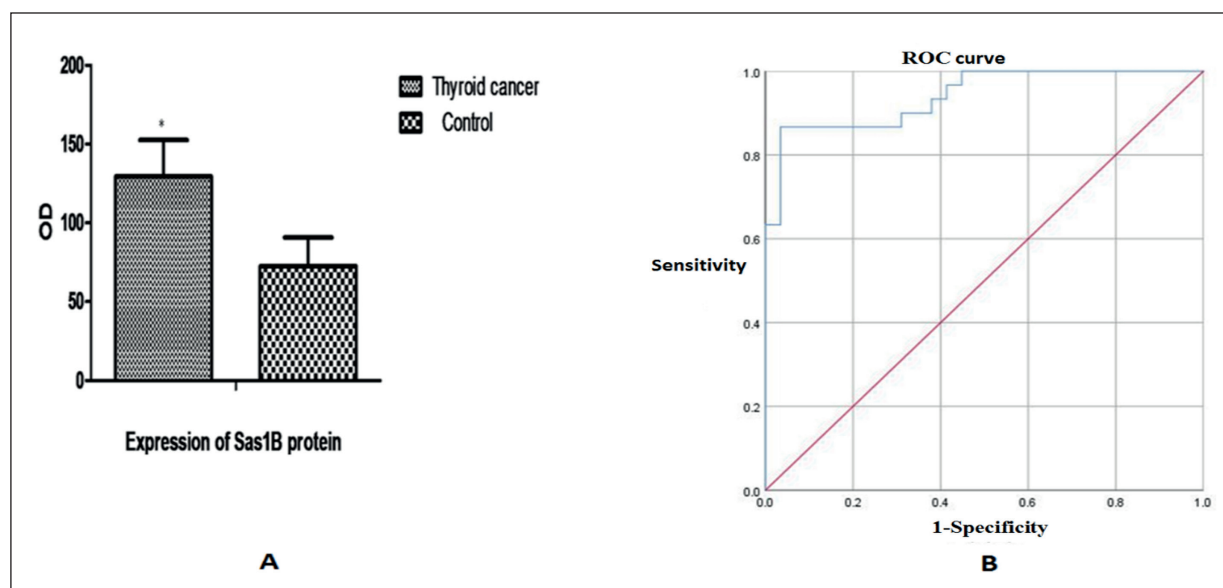 200
150
100
50
0
OD
*
Thyroid cancer
Control
Expression of Sas1B protein
A
ROC curve
1.0
0.8
0.6
0.4
0.2
0.0
Sensitivity
0.0 0.2 0.4 0.6 0.8 1.0
1-Specificity
B